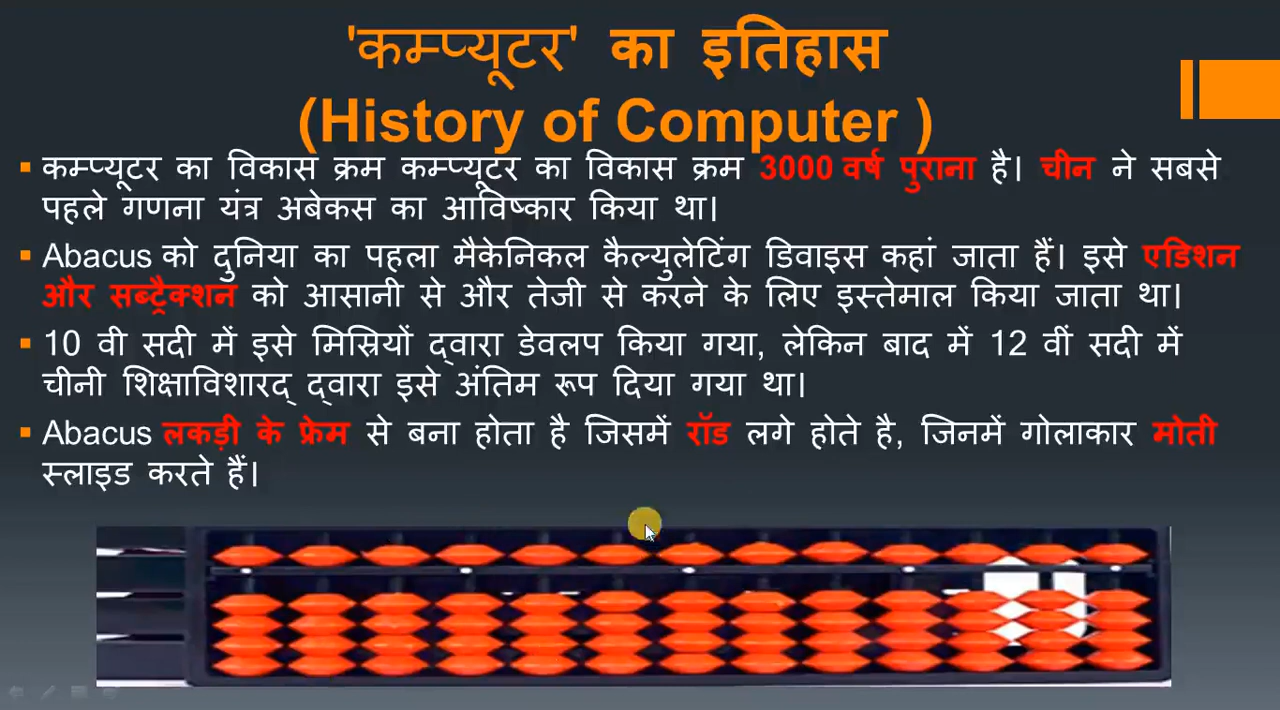 'कम्प्यूटर' का इतिहास
(History of Computer )
कम्प्यूटर का विकास क्रम कम्प्यूटर का विकास क्रम 3000 वर्ष पुराना है। चीन ने सबसे
पहले गणना यंत्र अबेकस का आविष्कार किया था।
Abacus को दुनिया का पहला मैकेनिकल कैल्युलेटिंग डिवाइस कहां जाता हैं। इसे एडिशन
और सब्ट्रैक्शन को आसानी से और तेजी से करने के लिए इस्तेमाल किया जाता था।
10 वी सदी में इसे मिस्रियों द्वारा डेवलप किया गया, लेकिन बाद में 12 वीं सदी में
चीनी शिक्षाविशारद् द्वारा इसे अंतिम रूप दिया गया था।
Abacus लकड़ी के फ्रेम से बना होता है जिसमें रॉड लगे होते है, जिनमें गोलाकार मोती
स्लाइड करते हैं।